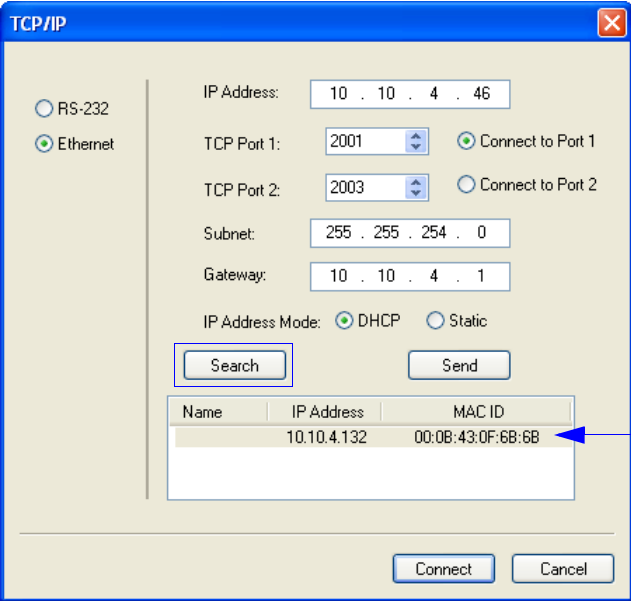 TCP/IP
RS-232
Ethernet
IP Address: 10 . 10 . 4 . 46
TCP Port 1: 2001 Connect to Port 1
TCP Port 2: 2003 Connect to Port 2
Subnet: 255 . 255 . 254 . 0
Gateway: 10 . 10 . 4 . 1
IP Address Mode: DHCP Static
Search Send
Name IP Address MAC ID
10.10.4.132 00:0B:43:0F:6B:6B
Connect Cancel